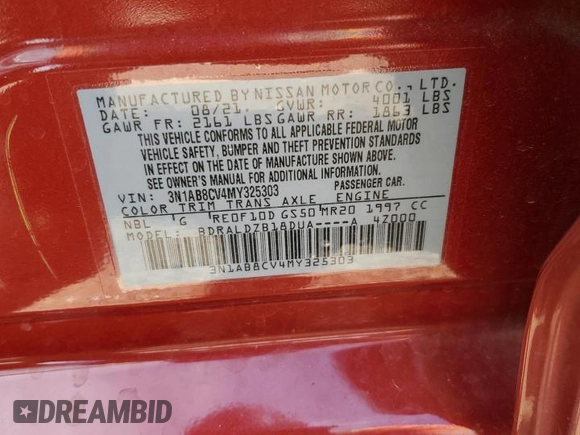 MANUFACTURED BY NISSAN MOTOR CO., LTD.
DATE: 08/21. GVWR: 4001 LBS
GAWR FR: 2161 LBS GAWR RR: 1863 LBS
THIS VEHICLE CONFORMS TO ALL APPLICABLE FEDERAL MOTOR
VEHICLE SAFETY, BUMPER, AND THEFT PREVENTION STANDARDS
IN EFFECT ON THE DATE OF MANUFACTURE SHOWN ABOVE.
SEE OWNER'S MANUAL FOR ADDITIONAL INFORMATION.
VIN: 3N1AB8CV4MY325303 PASSENGER CAR.
COLOR TRIM TRANS AXLE ENGINE
NBL G RE0F10D GS50 MR20 1997 CC
MODEL: BDRALDZB18DUA----A 4Z000
3N1AB8CV4MY325303
DREAMBID